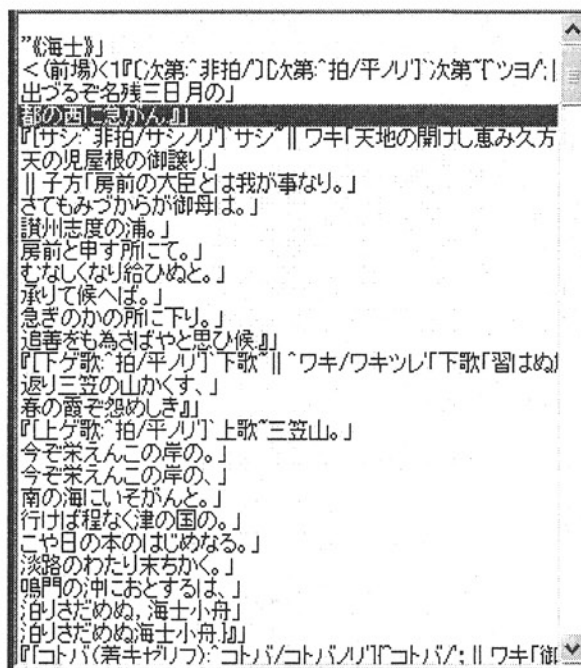 ”《海士》」
<(前場)<1『〔次第:^非拍/〕〔次第:^拍/平ノリ〕`次第~〔^ツヨ/;|
出づるぞ名残三日月の」
都の西に急がん。』」
『[サシ:^非拍/サシノリ]`サシ~‖ワキ「天地の開けし恵み久方
天の児屋根の御譲り.」
‖子方「房前の大臣とは我が事なり。」
さてもみづからが御母は。」
讃州志度の浦。」
房前と申す所にて。」
むなしくなり給ひぬと。」
承りて候へば。」
急ぎのかの所に下り。」
追善をも為さばやと思ひ候.』」
『[下ゲ歌:^拍/平ノリ]`下歌~‖^ワキ/ワキツレ/「下歌「習はぬ
返り三笠の山かくす、」
春の霞ぞ怨めしき』」
『[上ゲ歌:^拍/平ノリ]`上歌~三笠山。」
今ぞ栄えんこの岸の。」
今ぞ栄えんこの岸の、」
南の海にいそがんと。」
行けば程なく津の国の。」
こや日の本のはじめなる。」
淡路のわたり末ちかく。」
鳴門の沖におとするは、」
泊りさだめぬ,海士小舟」
泊りさだめぬ海士小舟.』』」
『[コトバ(着キゼリフ):^コトバ/コトバノリ]〔^コトバ/;‖ワキ「御